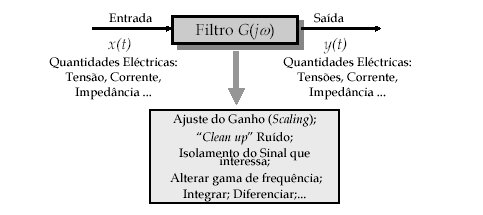 Entrada
Filtro G(jω)
Saída
x(t)
y(t)
Quantidades Eléctricas:
Tensão, Corrente,
Impedância ...
Quantidades Eléctricas:
Tensões, Corrente,
Impedância ...
Ajuste do Ganho (Scaling);
“Clean up” Ruído;
Isolamento do Sinal que
interessa;
Alterar gama de frequência;
Integrar; Diferenciar;...